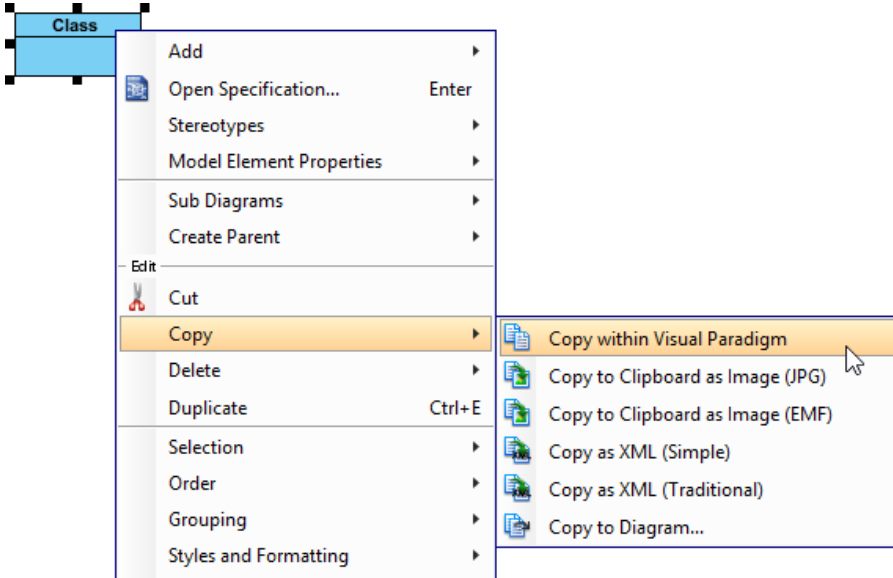 Class
Add
Open Specification... Enter
Stereotypes
Model Element Properties
Sub Diagrams
Create Parent
Edit
Cut
Copy
Delete
Duplicate Ctrl+E
Selection
Order
Grouping
Styles and Formatting
Copy within Visual Paradigm
Copy to Clipboard as Image (JPG)
Copy to Clipboard as Image (EMF)
Copy as XML (Simple)
Copy as XML (Traditional)
Copy to Diagram...